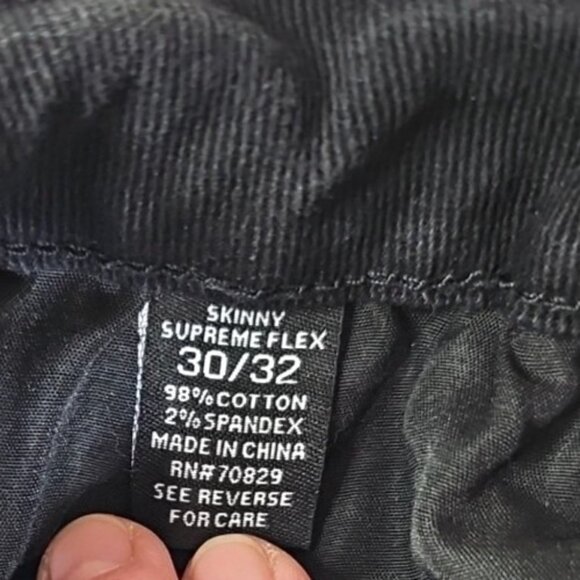 SKINNY
SUPREME FLEX
30/32
98% COTTON
2% SPANDEX
MADE IN CHINA
RN# 70829
SEE REVERSE
FOR CARE